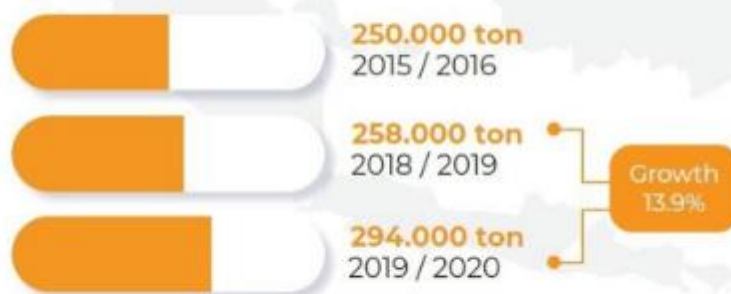 250.000 ton
2015 / 2016
258.000 ton
2018 / 2019
Growth
13.9%
294.000 ton
2019 / 2020